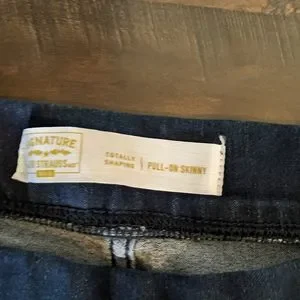 GNATURE
STRAUSS
TOTALLY
SHAPING
PULL-ON SKINNY